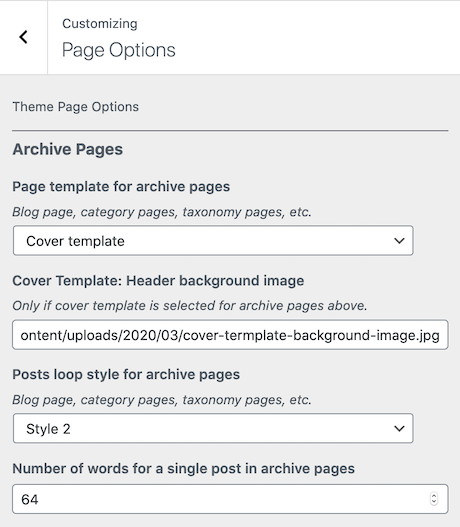 Customizing
Page Options
Theme Page Options
Archive Pages
Page template for archive pages
Blog page, category pages, taxonomy pages, etc.
Cover template
Cover Template: Header background image
Only if cover template is selected for archive pages above.
ontent/uploads/2020/03/cover-termplate-background-image.jpg
Posts loop style for archive pages
Blog page, category pages, taxonomy pages, etc.
Style 2
Number of words for a single post in archive pages
64